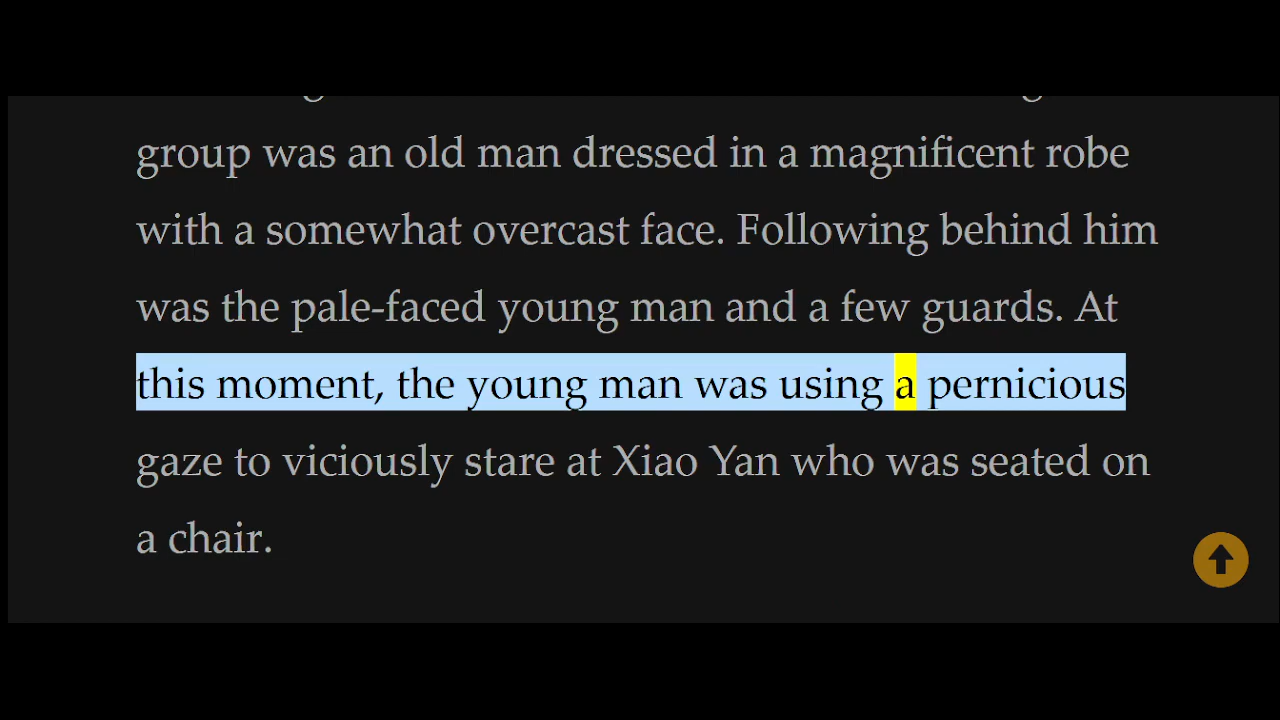 group was an old man dressed in a magnificent robe
with a somewhat overcast face. Following behind him
was the pale-faced young man and a few guards. At
this moment, the young man was using a pernicious
gaze to viciously stare at Xiao Yan who was seated on
a chair.